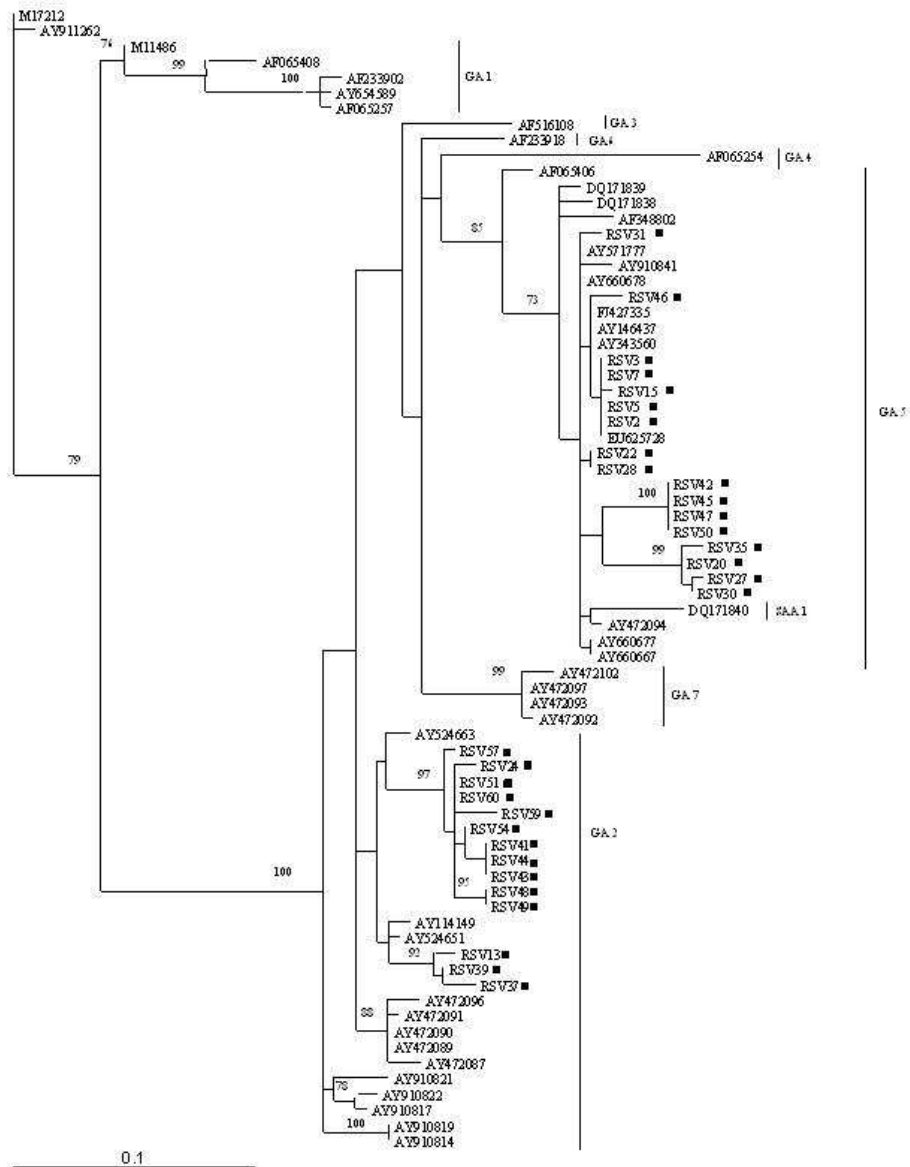 M17212
AY911262
76
M11486
99
AF065408
100
AF233902
GA 1
AY654589
AF065257
AF516108
GA 3
AF233918
GA 6
AF065254
GA 4
AF065406
DQ171839
DQ171838
AF348802
85
RSV31
AY571777
AY910841
AY660678
73
RSV46
FJ427335
AY146437
AY343560
RSV3
RSV7
RSV15
RSV5
GA 5
RSV2
EU625728
RSV22
79
RSV28
RSV42
100
RSV45
RSV47
RSV50
99
RSV35
RSV20
RSV27
RSV30
DQ171840
SAA 1
AY472094
AY660677
AY660667
99
AY472102
AY472097
GA 7
AY472093
AY472092
AY524663
RSV57
RSV24
97
RSV51
RSV60
RSV59
RSV54
GA 2
RSV41
RSV44
100
RSV43
95
RSV48
RSV49
AY114149
AY524651
92
RSV13
RSV39
RSV37
AY472096
88
AY472091
AY472090
AY472089
AY472087
AY910821
78
AY910822
AY910817
100
AY910819
AY910814
0.1